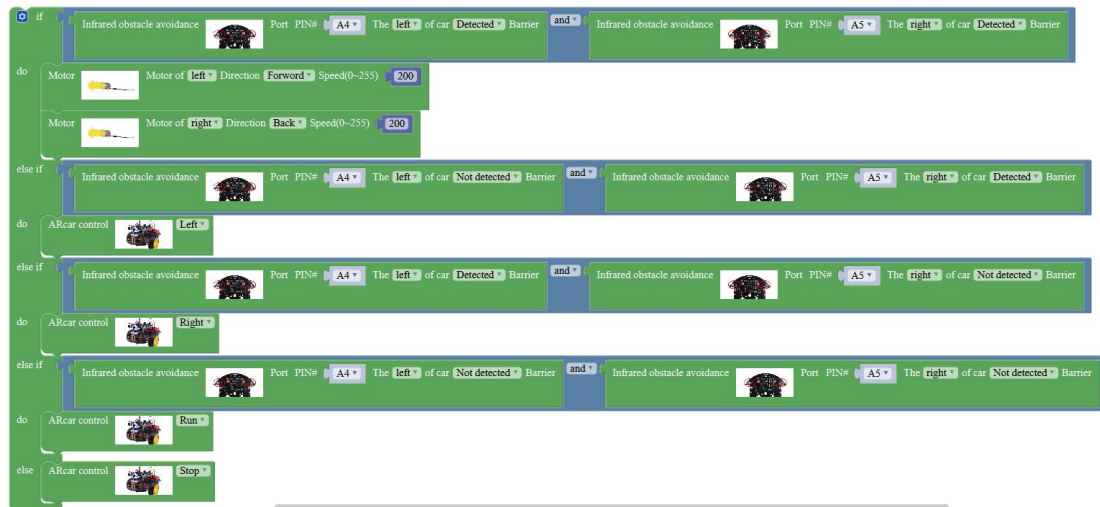 if Infrared obstacle avoidance Port PIN# A4 The left of car Detected Barrier and Infrared obstacle avoidance Port PIN# A5 The right of car Detected Barrier
do Motor Motor of left Direction Forword Speed(0~255) 200
Motor Motor of right Direction Back Speed(0~255) 200
else if Infrared obstacle avoidance Port PIN# A4 The left of car Not detected Barrier and Infrared obstacle avoidance Port PIN# A5 The right of car Detected Barrier
do ARcar control Left
else if Infrared obstacle avoidance Port PIN# A4 The left of car Detected Barrier and Infrared obstacle avoidance Port PIN# A5 The right of car Not detected Barrier
do ARcar control Right
else if Infrared obstacle avoidance Port PIN# A4 The left of car Not detected Barrier and Infrared obstacle avoidance Port PIN# A5 The right of car Not detected Barrier
do ARcar control Run
else ARcar control Stop